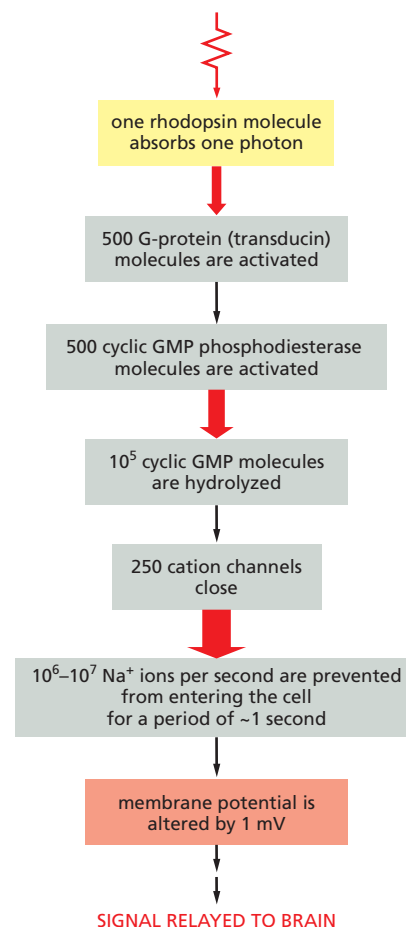 one rhodopsin molecule
absorbs one photon
500 G-protein (transducin)
molecules are activated
500 cyclic GMP phosphodiesterase
molecules are activated
10⁵ cyclic GMP molecules
are hydrolyzed
250 cation channels
close
10⁶–10⁷ Na⁺ ions per second are prevented
from entering the cell
for a period of ~1 second
membrane potential is
altered by 1 mV
SIGNAL RELAYED TO BRAIN